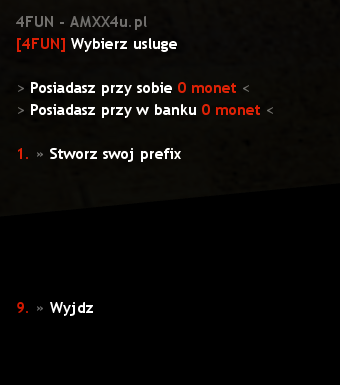 4FUN - AMXX4u.pl
[4FUN] Wybierz usluge
> Posiadasz przy sobie 0 monet <
> Posiadasz przy w banku 0 monet <
1. » Stworz swoj prefix
9. » Wyjdz